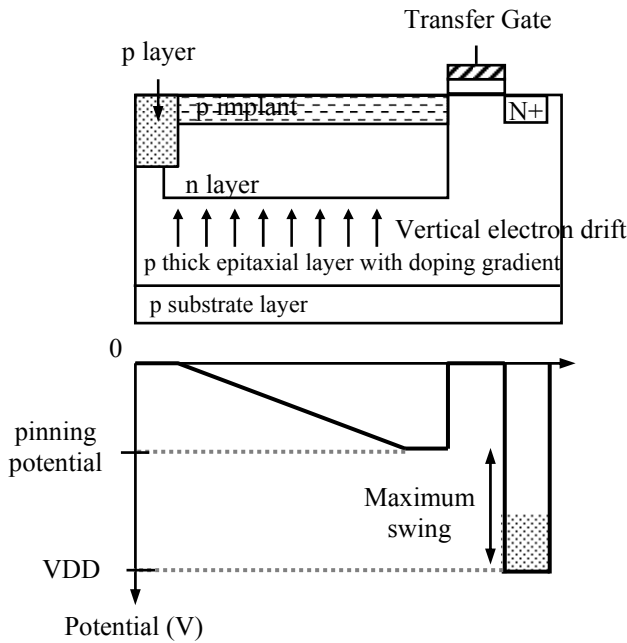 Transfer Gate
p layer
p implant
N+
n layer
Vertical electron drift
p thick epitaxial layer with doping gradient
p substrate layer
0
pinning
potential
Maximum
swing
VDD
Potential (V)